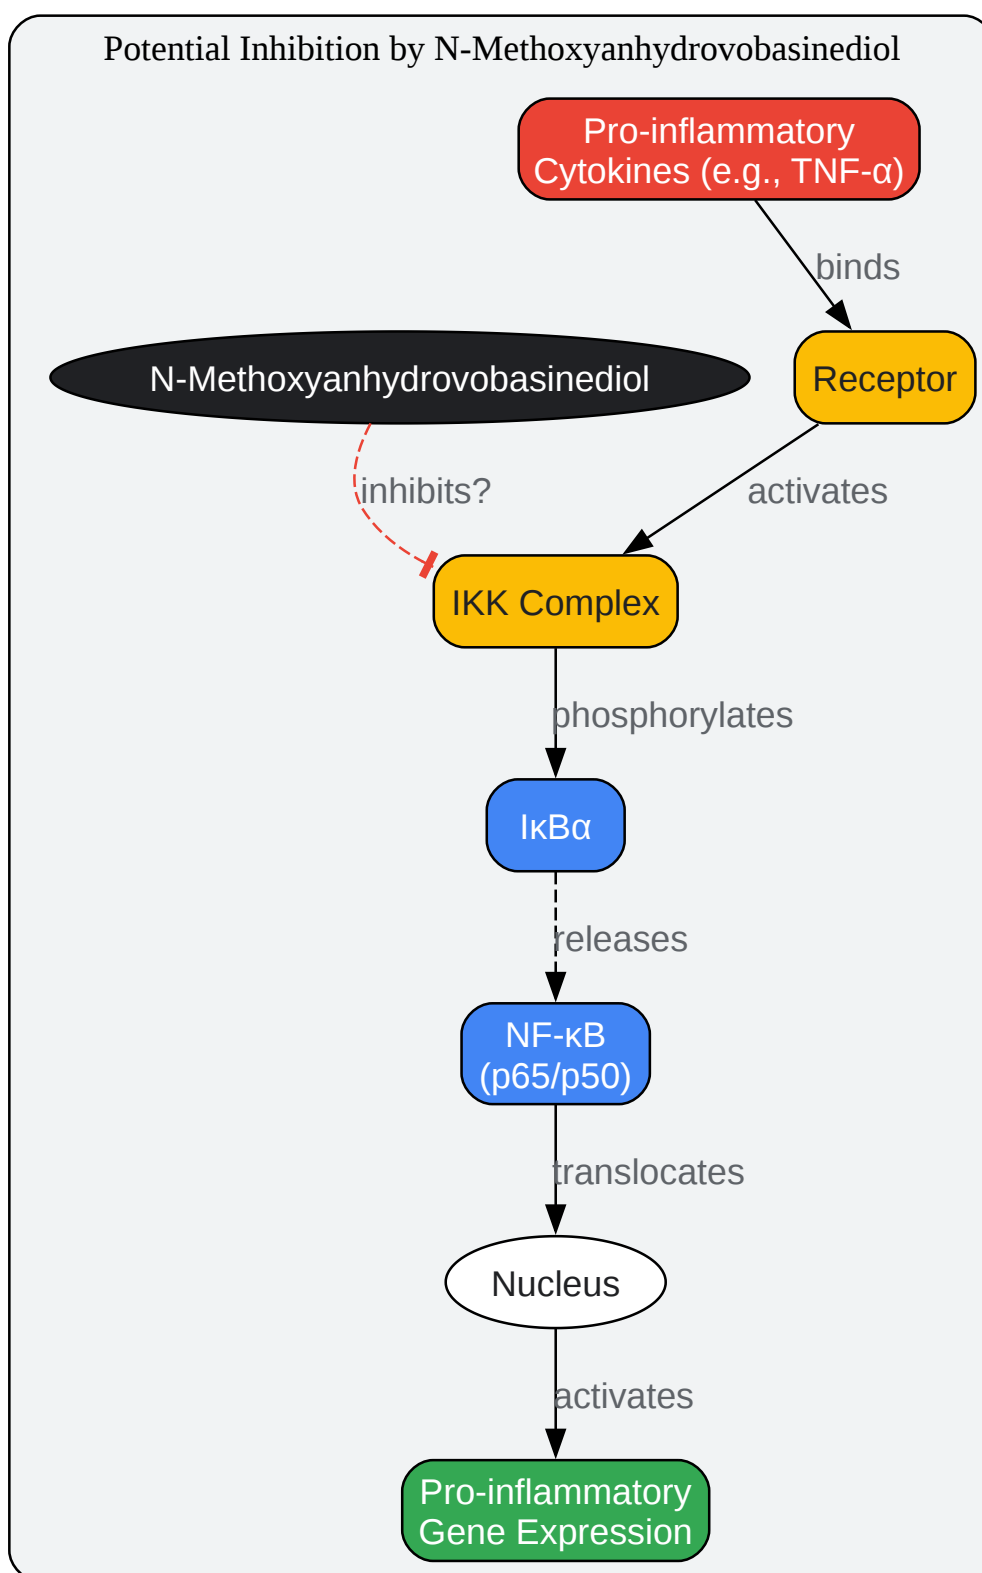 Potential Inhibition by N-Methoxyanhydrovobasinediol
Pro-inflammatory
Cytokines (e.g., TNF-α)
binds
N-Methoxyanhydrovobasinediol
Receptor
inhibits?
activates
IKK Complex
phosphorylates
IκBα
releases
NF-κB
(p65/p50)
translocates
Nucleus
activates
Pro-inflammatory
Gene Expression